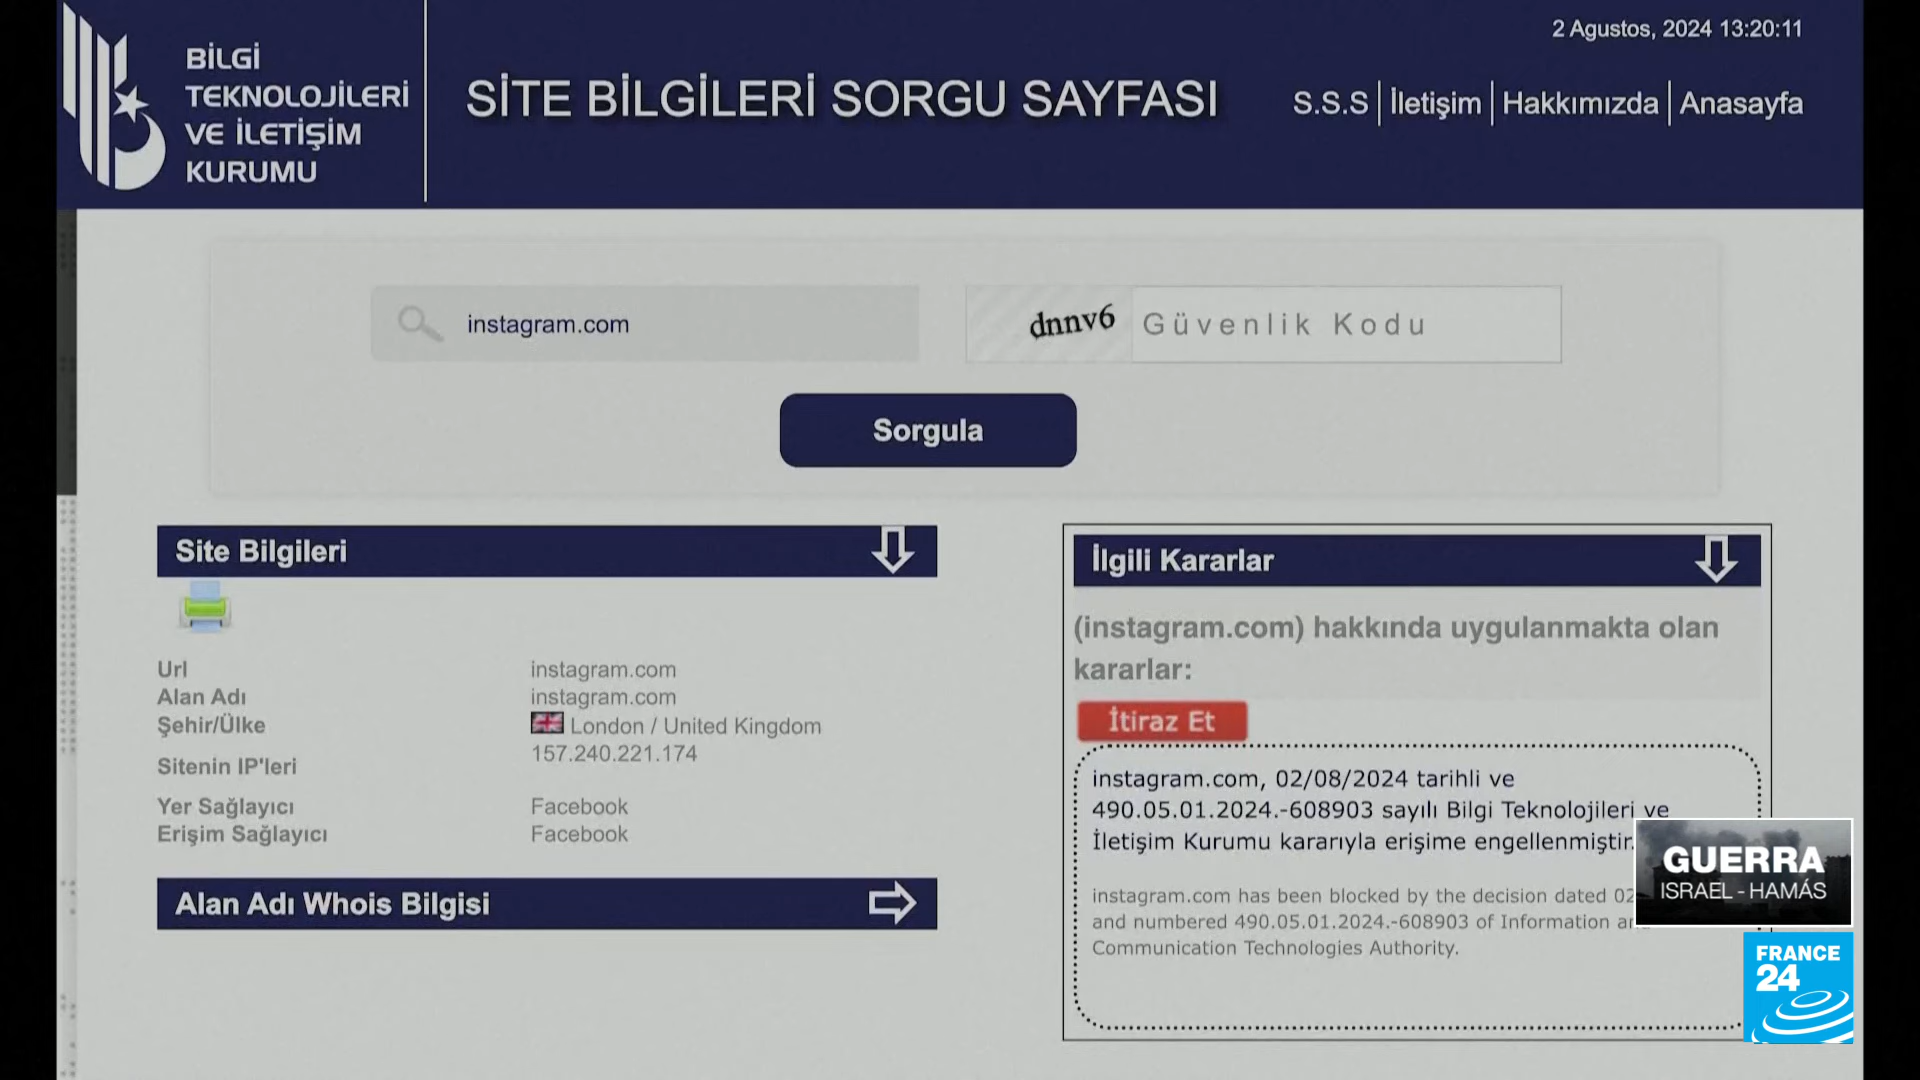 BİLGİ
TEKNOLOJİLERİ
VE İLETİŞİM
KURUMU
SİTE BİLGİLERİ SORGU SAYFASI
2 Agustos, 2024 13:20:11
S.S.S | İletişim | Hakkımızda | Anasayfa
instagram.com
dnnv6
Güvenlik Kodu
Sorgula
Site Bilgileri
Url instagram.com
Alan Adı instagram.com
Şehir/Ülke London / United Kingdom
Sitenin IP'leri 157.240.221.174
Yer Sağlayıcı Facebook
Erişim Sağlayıcı Facebook
Alan Adı Whois Bilgisi
İlgili Kararlar
(instagram.com) hakkında uygulanmakta olan
kararlar:
İtiraz Et
instagram.com, 02/08/2024 tarihli ve
490.05.01.2024.-608903 sayılı Bilgi Teknolojileri ve
İletişim Kurumu kararıyla erişime engellenmiştir.
instagram.com has been blocked by the decision dated 02
and numbered 490.05.01.2024.-608903 of Information
Communication Technologies Authority.
GUERRA
ISRAEL - HAMÁS
FRANCE
24